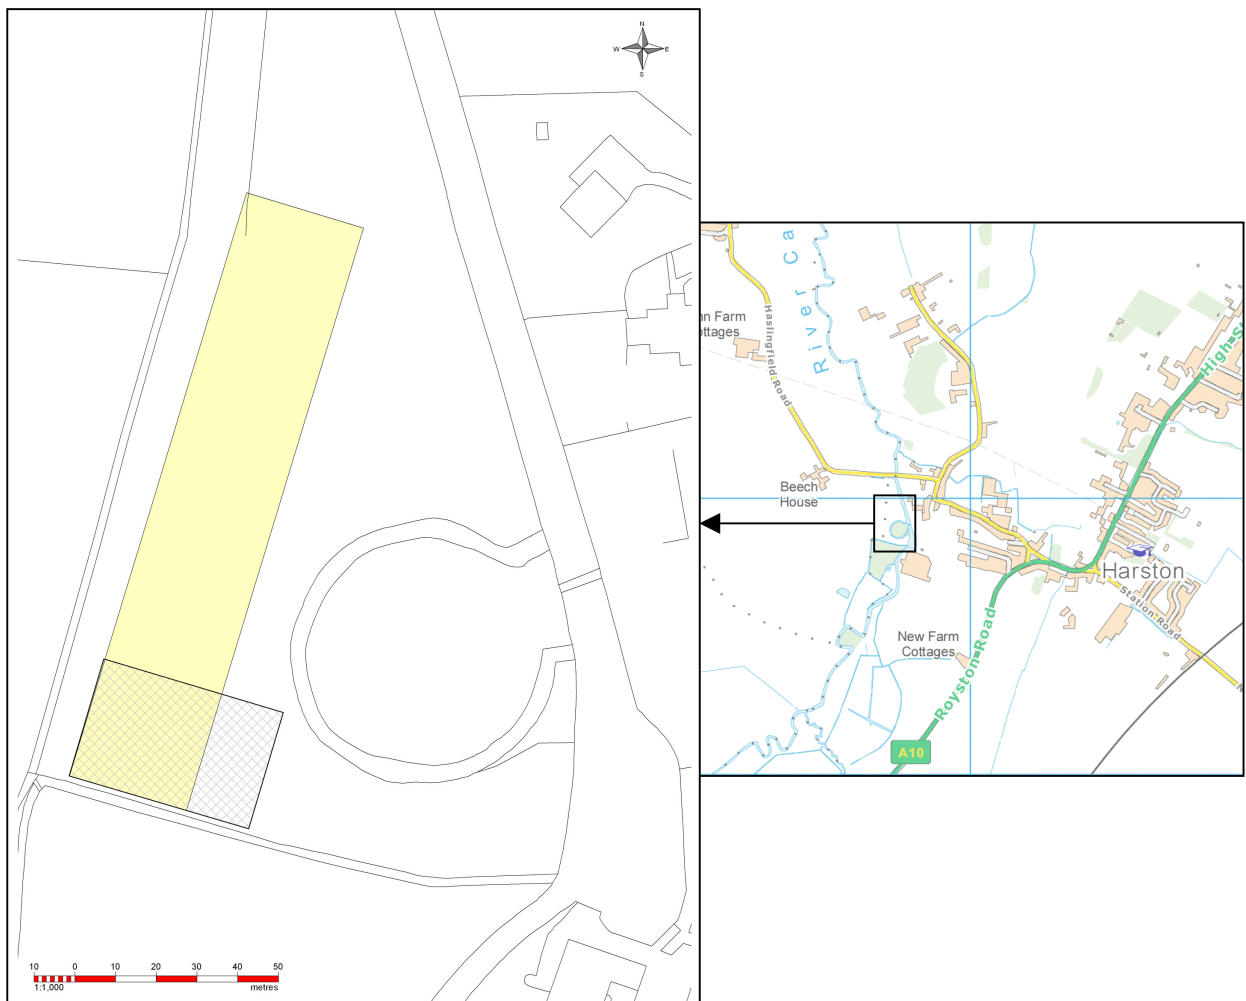 N
W E
S
10 0 10 20 30 40 50
1:1,000 metres
River Ca
nn Farm
ottages
Haslingfield Road
High St
Beech
House
Harston
Station Road
New Farm
Cottages
Royston Road
A10